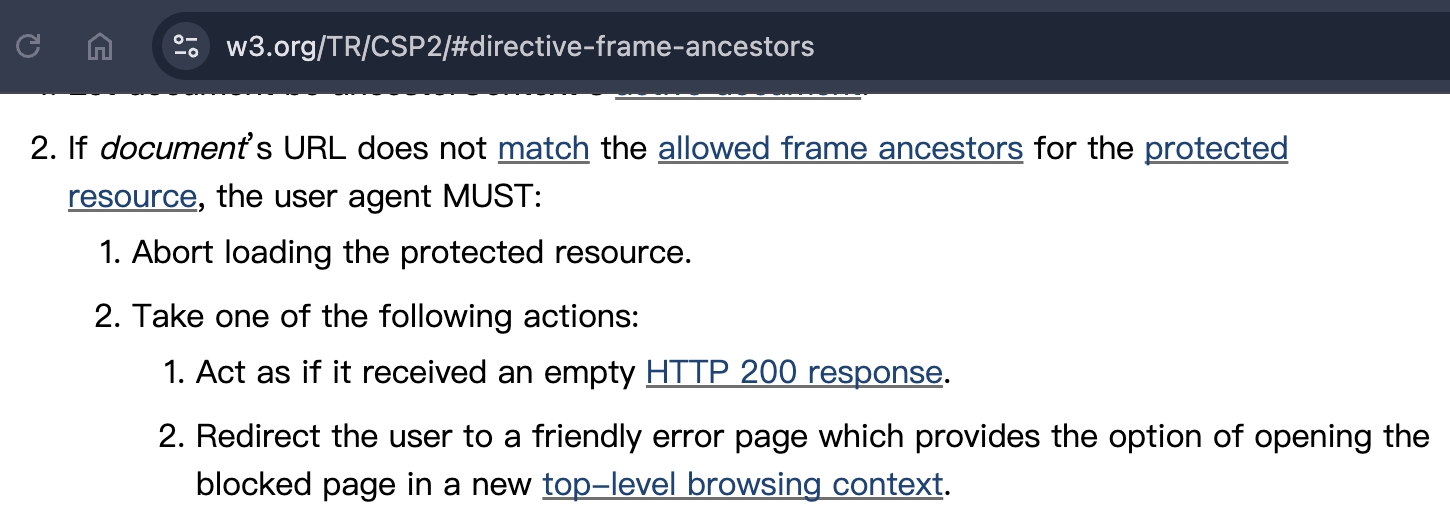 w3.org/TR/CSP2/#directive-frame-ancestors
2. If document's URL does not match the allowed frame ancestors for the protected
resource, the user agent MUST:
1. Abort loading the protected resource.
2. Take one of the following actions:
1. Act as if it received an empty HTTP 200 response.
2. Redirect the user to a friendly error page which provides the option of opening the
blocked page in a new top-level browsing context.